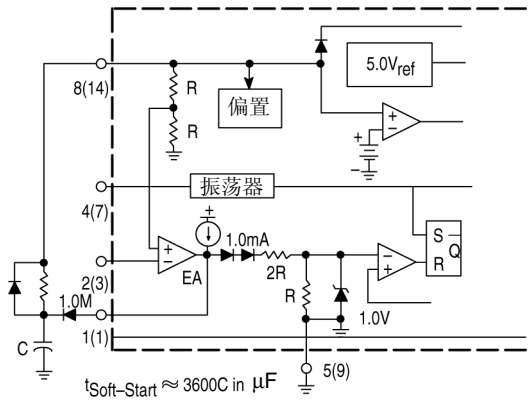 5.0Vref
8(14)
R
偏置
R
+
−
+
−
振荡器
4(7)
+
1.0mA
S
Q
R
+
−
EA
2R
−
+
2(3)
R
1.0M
1.0V
1(1)
C
5(9)
tSoft–Start ≈ 3600C in µF